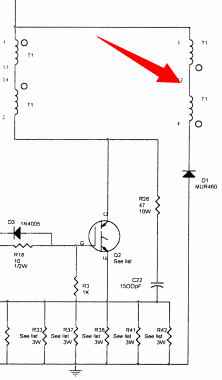 T1
1
T1
13
14
12
T1
T1
2
4
D1
MUR460
R26
47
10W
D3
1N4005
C
G
Q2
See list
E
R18
10
1/2W
R3
1K
C22
1500pF
R33
See list
3W
R37
See list
3W
R38
See list
3W
R41
See list
3W
R42
See list
3W